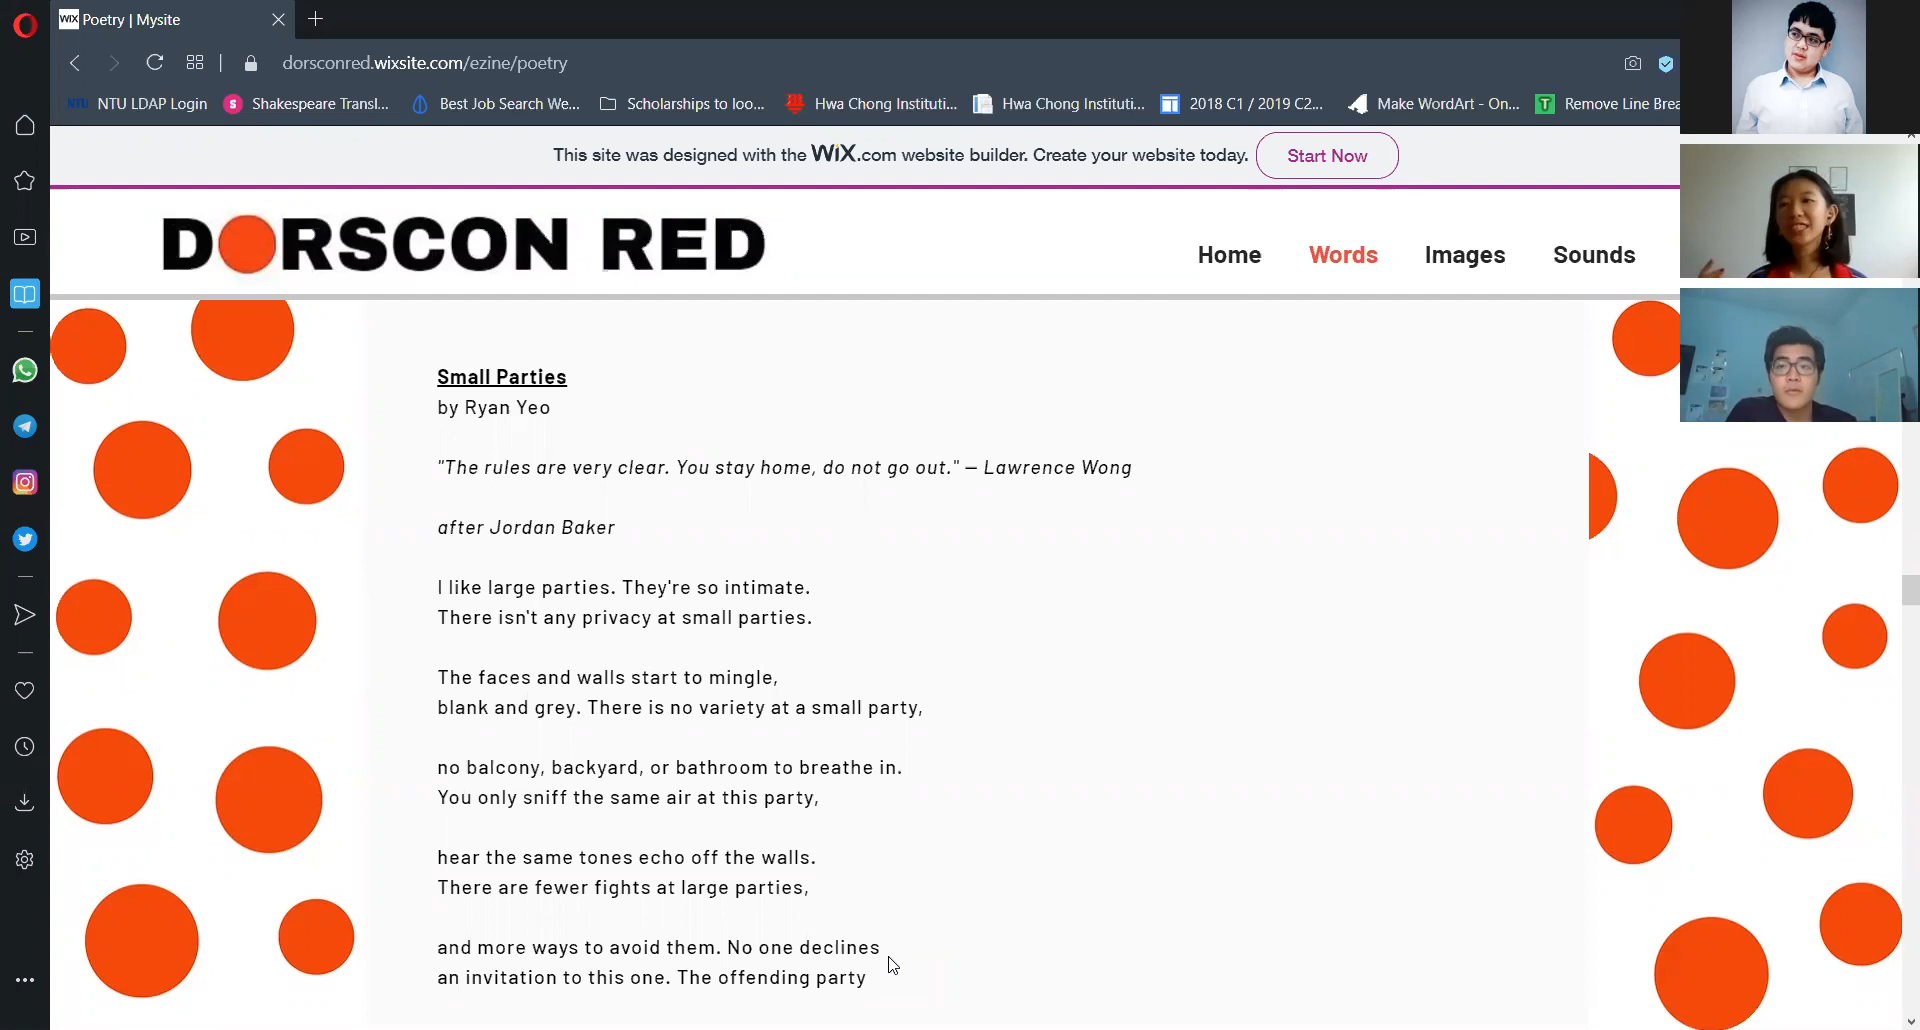 WIX Poetry | Mysite
dorsconred.wixsite.com/ezine/poetry
NTU NTU LDAP Login
S Shakespeare Transl...
Best Job Search We...
Scholarships to loo...
Hwa Chong Instituti...
Hwa Chong Instituti...
2018 C1 / 2019 C2...
Make WordArt - On...
T Remove Line Brea
This site was designed with the WiX.com website builder. Create your website today.
Start Now
DORSCON RED
Home
Words
Images
Sounds
Small Parties
by Ryan Yeo
"The rules are very clear. You stay home, do not go out." — Lawrence Wong
after Jordan Baker
I like large parties. They're so intimate.
There isn't any privacy at small parties.
The faces and walls start to mingle,
blank and grey. There is no variety at a small party,
no balcony, backyard, or bathroom to breathe in.
You only sniff the same air at this party,
hear the same tones echo off the walls.
There are fewer fights at large parties,
and more ways to avoid them. No one declines
an invitation to this one. The offending party